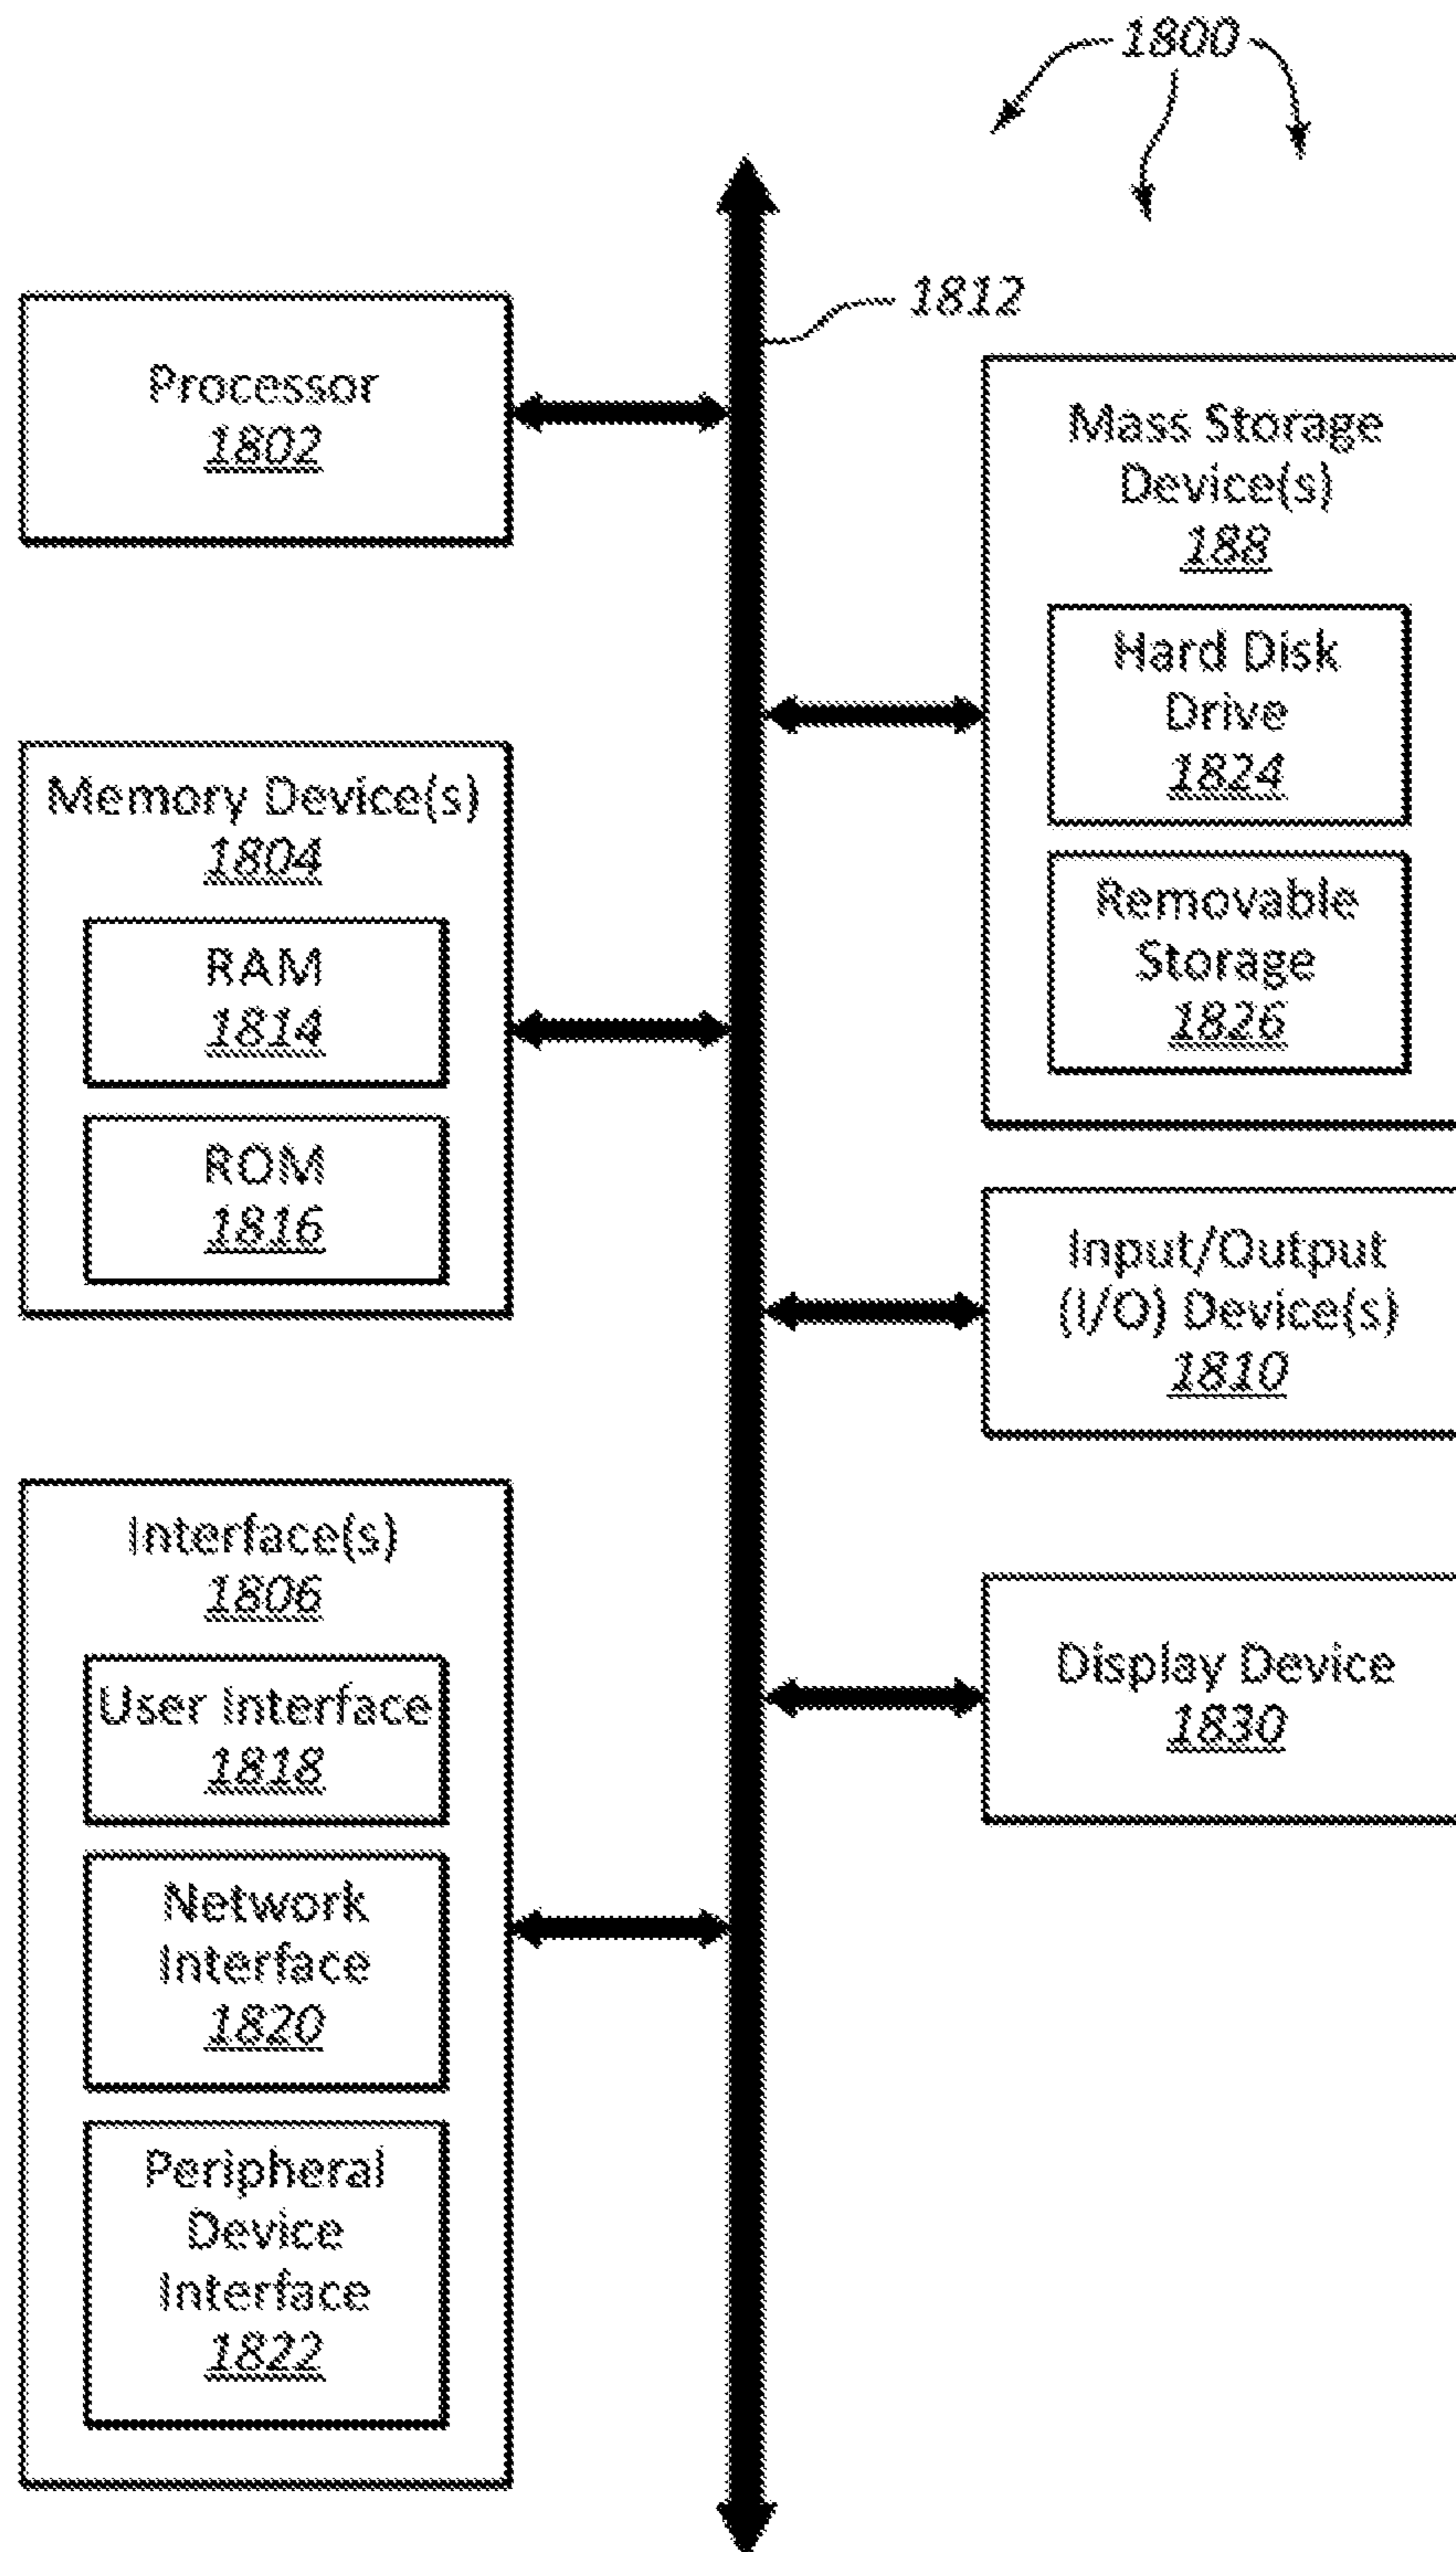 1800
1812
Processor
1802
Memory Device(s)
1804
RAM
1814
ROM
1816
Interface(s)
1806
User Interface
1818
Network
Interface
1820
Peripheral
Device
Interface
1822
Mass Storage
Device(s)
188
Hard Disk
Drive
1824
Removable
Storage
1826
Input/Output
(I/O) Device(s)
1810
Display Device
1830